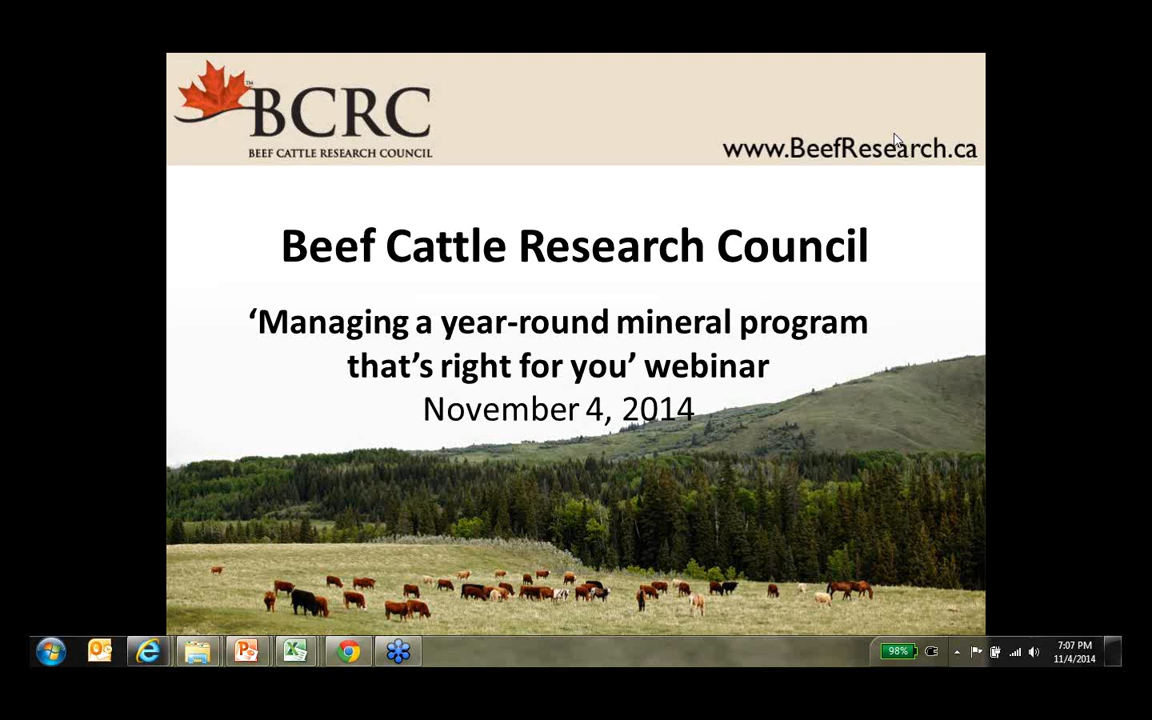 BCRC
™
BEEF CATTLE RESEARCH COUNCIL
www.BeefResearch.ca
Beef Cattle Research Council
‘Managing a year-round mineral program
that’s right for you’ webinar
November 4, 2014
98%
7:07 PM
11/4/2014